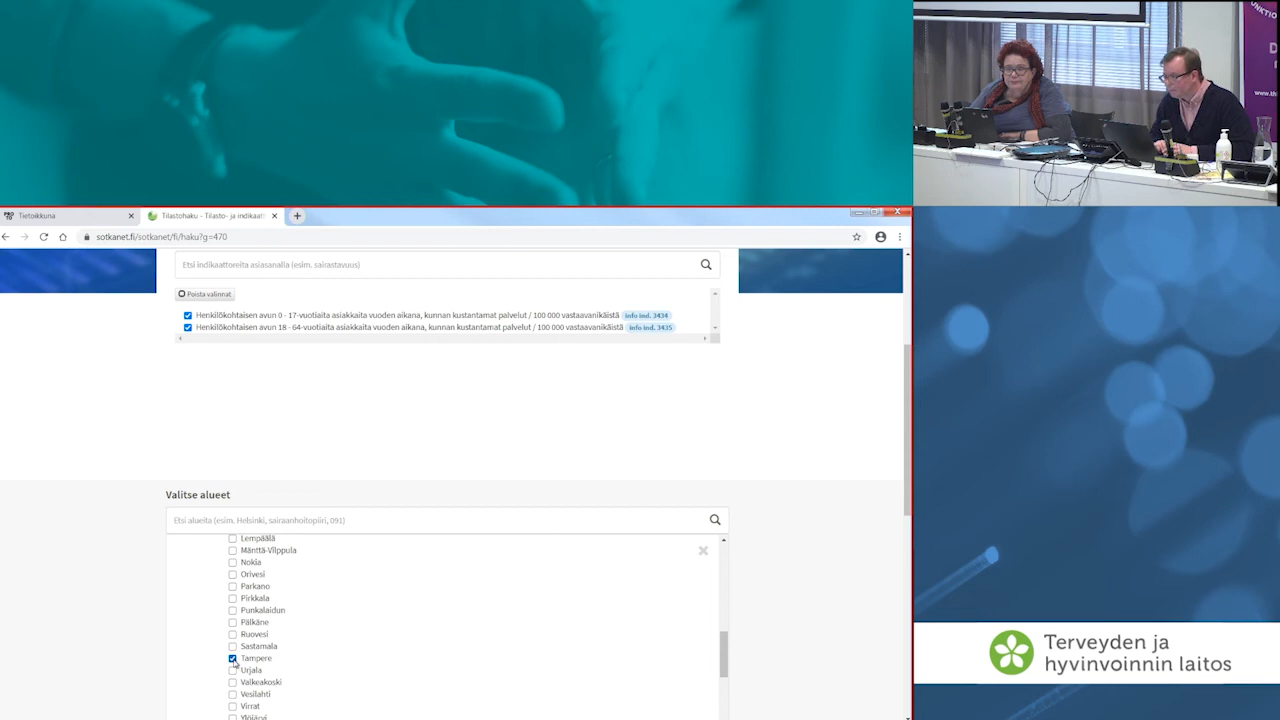 Tietoikkuna
Tilastohaku - Tilasto- ja indikaatt
sotkanet.fi/sotkanet/fi/haku?g=470
Etsi indikaattoreita asiasanalla (esim. sairastavuus)
Poista valinnat
Henkilökohtaisen avun 0 - 17-vuotiaita asiakkaita vuoden aikana, kunnan kustantamat palvelut / 100 000 vastaavanikäistä info ind. 3434
Henkilökohtaisen avun 18 - 64-vuotiaita asiakkaita vuoden aikana, kunnan kustantamat palvelut / 100 000 vastaavanikäistä info ind. 3435
Valitse alueet
Etsi alueita (esim. Helsinki, sairaanhoitopiiri, 091)
Lempäälä
Mänttä-Vilppula
Nokia
Orivesi
Parkano
Pirkkala
Punkalaidun
Pälkäne
Ruovesi
Sastamala
Tampere
Urjala
Valkeakoski
Vesilahti
Virrat
Ylöjärvi
Terveyden ja
hyvinvoinnin laitos